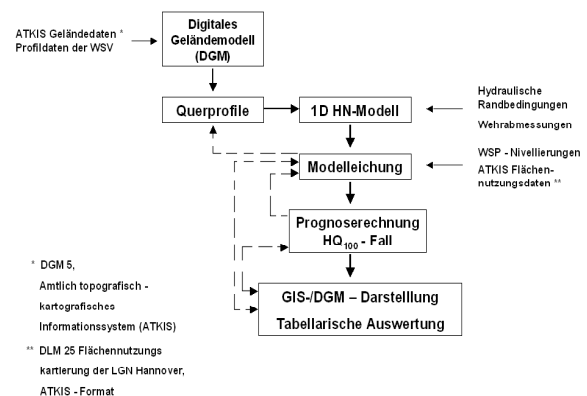 ATKIS Geländedaten *
Profildaten der WSV
Digitales
Geländemodell
(DGM)
Querprofile
1D HN-Modell
Hydraulische
Randbedingungen
Wehrabmessungen
Modelleichung
WSP - Nivellierungen
ATKIS Flächen-
nutzungsdaten **
Prognoserechnung
HQ100 - Fall
GIS-/DGM – Darstelllung
Tabellarische Auswertung
* DGM 5,
Amtlich topografisch -
kartografisches
Informationssystem (ATKIS)
** DLM 25 Flächennutzungs
kartierung der LGN Hannover,
ATKIS - Format